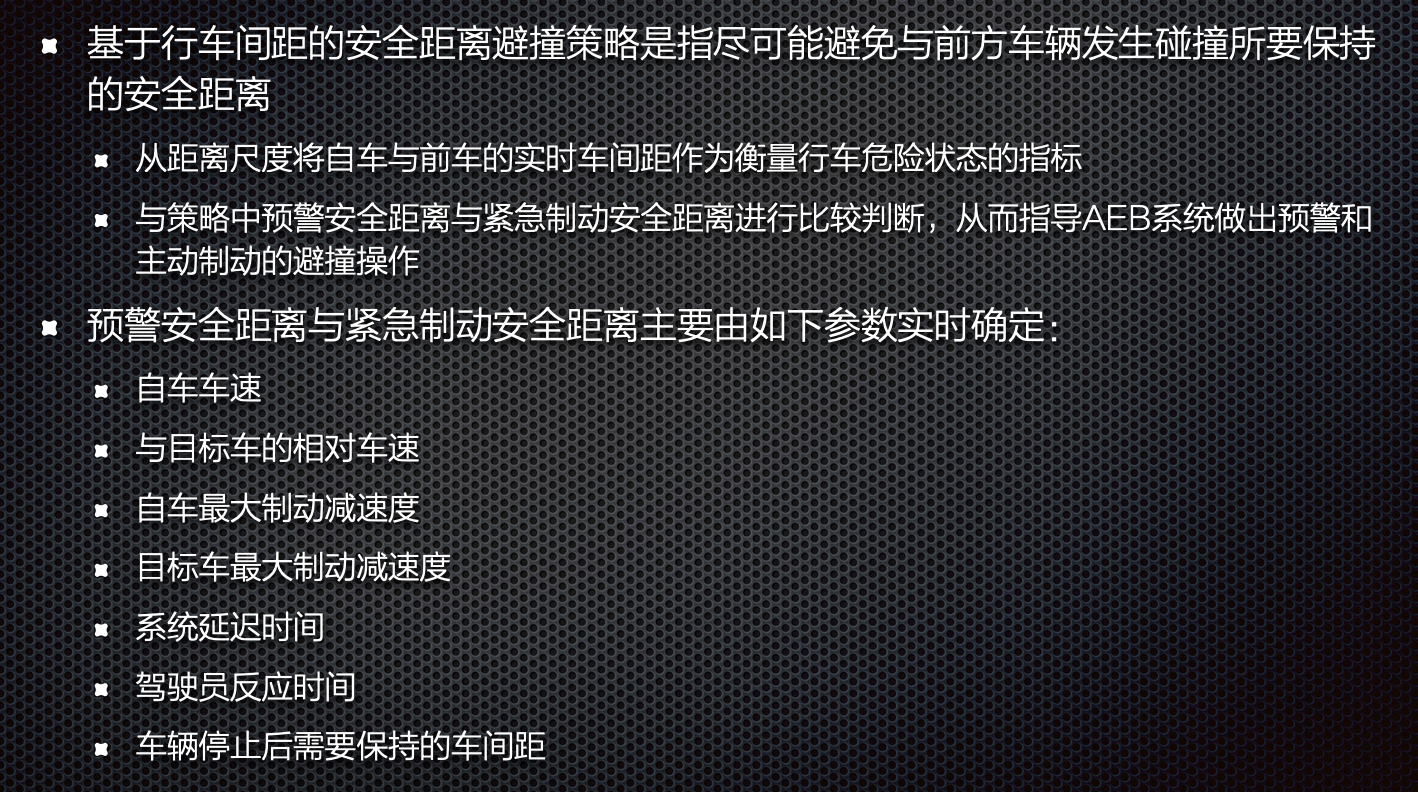 基于行车间距的安全距离避撞策略是指尽可能避免与前方车辆发生碰撞所要保持
的安全距离
从距离尺度将自车与前车的实时车间距作为衡量行车危险状态的指标
与策略中预警安全距离与紧急制动安全距离进行比较判断，从而指导AEB系统做出预警和
主动制动的避撞操作
预警安全距离与紧急制动安全距离主要由如下参数实时确定：
自车车速
与目标车的相对车速
自车最大制动减速度
目标车最大制动减速度
系统延迟时间
驾驶员反应时间
车辆停止后需要保持的车间距